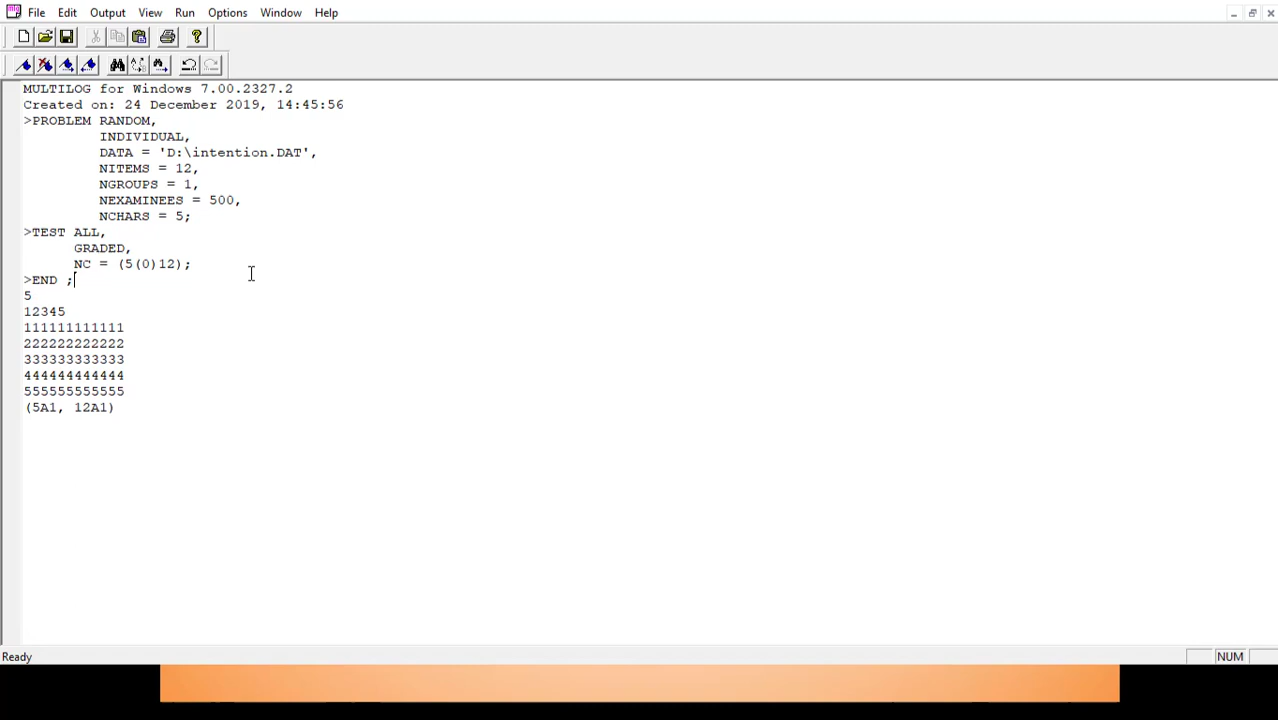 File Edit Output View Run Options Window Help
MULTILOG for Windows 7.00.2327.2
Created on: 24 December 2019, 14:45:56
>PROBLEM RANDOM,
INDIVIDUAL,
DATA = 'D:\intention.DAT',
NITEMS = 12,
NGROUPS = 1,
NEXAMINEES = 500,
NCHARS = 5;
>TEST ALL,
GRADED,
NC = (5(0)12);
>END ;
5
12345
111111111111
222222222222
333333333333
444444444444
555555555555
(5A1, 12A1)
Ready NUM